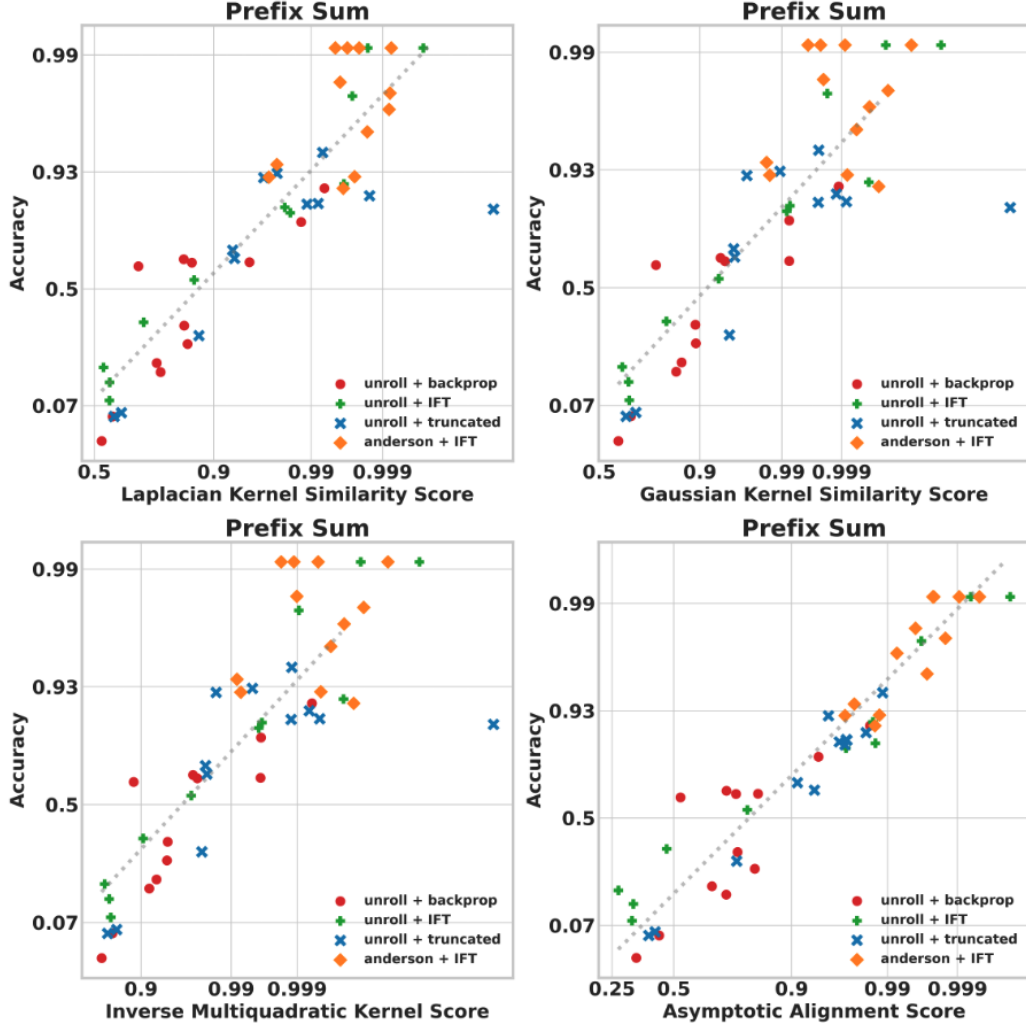 Prefix Sum
Accuracy
0.99
0.93
0.5
0.07
unroll + backprop
unroll + IFT
unroll + truncated
anderson + IFT
0.5 0.9 0.99 0.999
Laplacian Kernel Similarity Score
Prefix Sum
Accuracy
0.99
0.93
0.5
0.07
unroll + backprop
unroll + IFT
unroll + truncated
anderson + IFT
0.5 0.9 0.99 0.999
Gaussian Kernel Similarity Score
Prefix Sum
Accuracy
0.99
0.93
0.5
0.07
unroll + backprop
unroll + IFT
unroll + truncated
anderson + IFT
0.9 0.99 0.999
Inverse Multiquadratic Kernel Score
Prefix Sum
Accuracy
0.99
0.93
0.5
0.07
unroll + backprop
unroll + IFT
unroll + truncated
anderson + IFT
0.25 0.5 0.9 0.99 0.999
Asymptotic Alignment Score